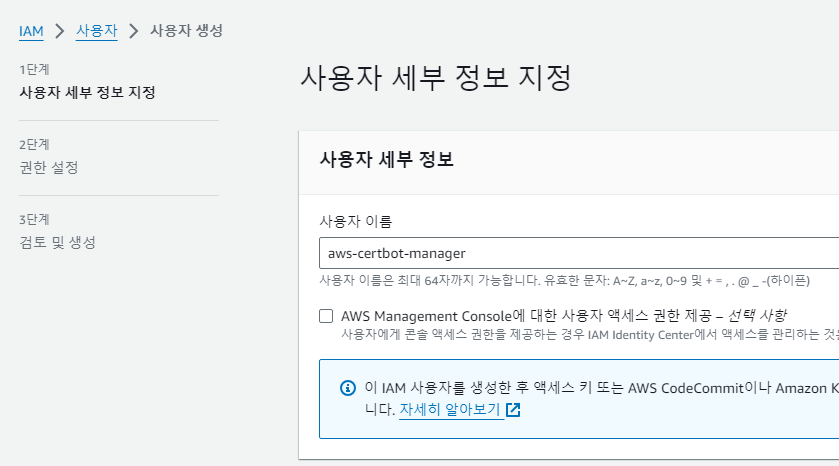 IAM > 사용자 > 사용자 생성
1단계
사용자 세부 정보 지정
2단계
권한 설정
3단계
검토 및 생성
사용자 세부 정보 지정
사용자 세부 정보
사용자 이름
aws-certbot-manager
사용자 이름은 최대 64자까지 가능합니다. 유효한 문자: A~Z, a~z, 0~9 및 + = , . @ _ -(하이픈)
AWS Management Console에 대한 사용자 액세스 권한 제공 – 선택 사항
사용자에게 콘솔 액세스 권한을 제공하는 경우 IAM Identity Center에서 액세스를 관리하는 것은
이 IAM 사용자를 생성한 후 액세스 키 또는 AWS CodeCommit이나 Amazon K
니다. 자세히 알아보기